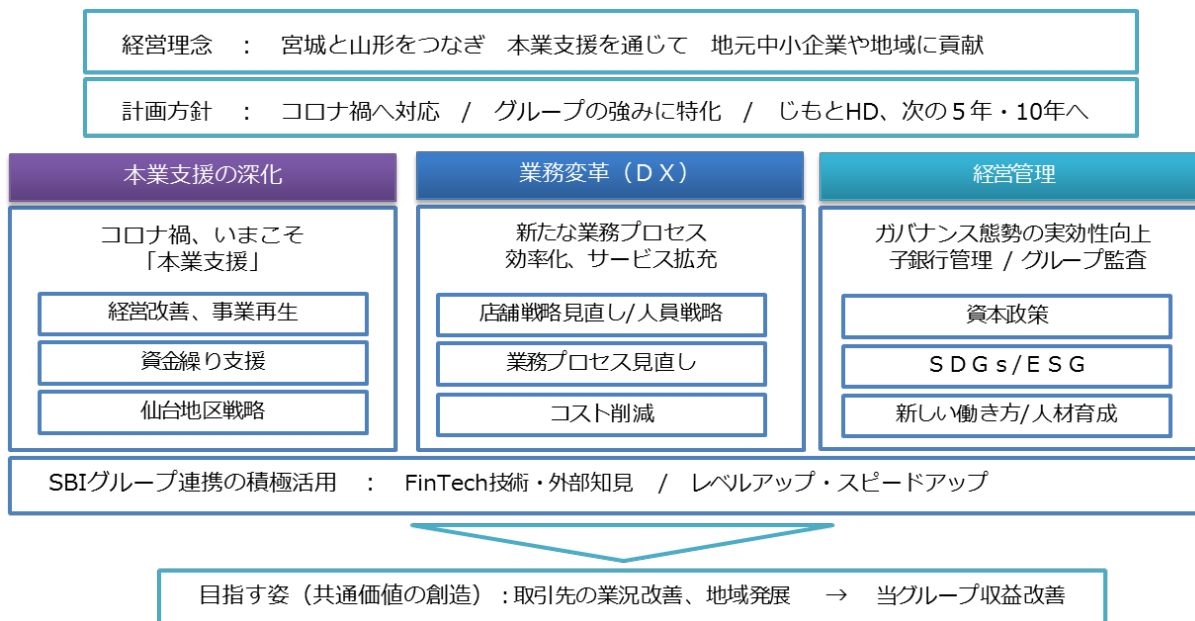 経営理念 : 宮城と山形をつなぎ 本業支援を通じて 地元中小企業や地域に貢献
計画方針 : コロナ禍へ対応 / グループの強みに特化 / じもとHD、次の5年・10年へ
本業支援の深化
コロナ禍、いまこそ
「本業支援」
経営改善、事業再生
資金繰り支援
仙台地区戦略
業務変革(DX)
新たな業務プロセス
効率化、サービス拡充
店舗戦略見直し/人員戦略
業務プロセス見直し
コスト削減
経営管理
ガバナンス態勢の実効性向上
子銀行管理 / グループ監査
資本政策
SDGs/ESG
新しい働き方/人材育成
SBIグループ連携の積極活用 : FinTech技術・外部知見 / レベルアップ・スピードアップ
目指す姿(共通価値の創造):取引先の業況改善、地域発展 → 当グループ収益改善